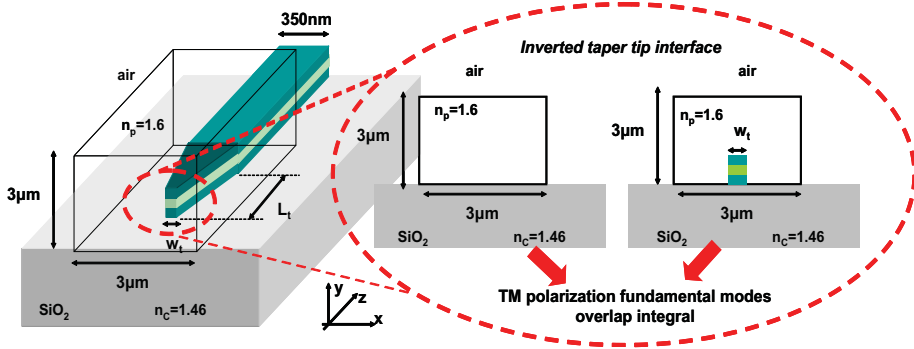 350nm
air
n_p=1.6
3µm
L_t
w_t
3µm
SiO₂
n_C=1.46
y
z
x
Inverted taper tip interface
air
n_p=1.6
3µm
3µm
SiO₂
n_C=1.46
air
n_p=1.6
w_t
3µm
3µm
SiO₂
n_C=1.46
TM polarization fundamental modes
overlap integral